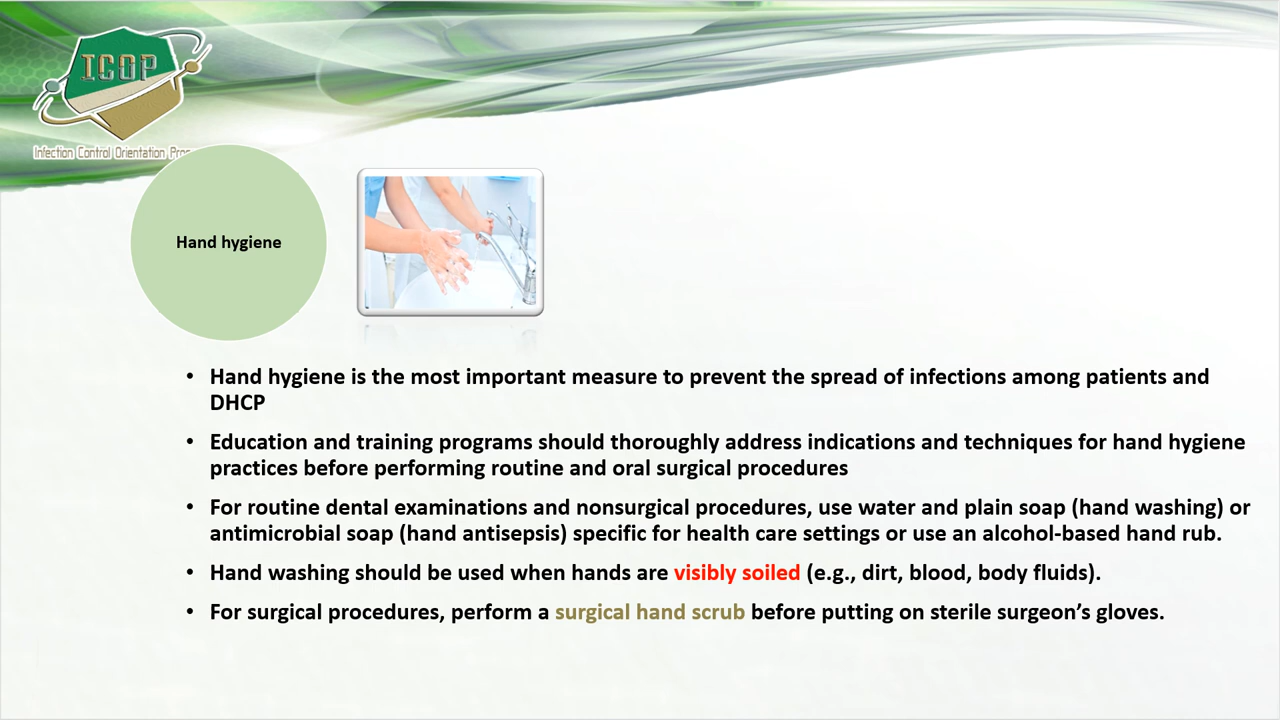 ICOP
Infection Control Orientation
Hand hygiene
• Hand hygiene is the most important measure to prevent the spread of infections among patients and
DHCP
• Education and training programs should thoroughly address indications and techniques for hand hygiene
practices before performing routine and oral surgical procedures
• For routine dental examinations and nonsurgical procedures, use water and plain soap (hand washing) or
antimicrobial soap (hand antisepsis) specific for health care settings or use an alcohol-based hand rub.
• Hand washing should be used when hands are visibly soiled (e.g., dirt, blood, body fluids).
• For surgical procedures, perform a surgical hand scrub before putting on sterile surgeon’s gloves.